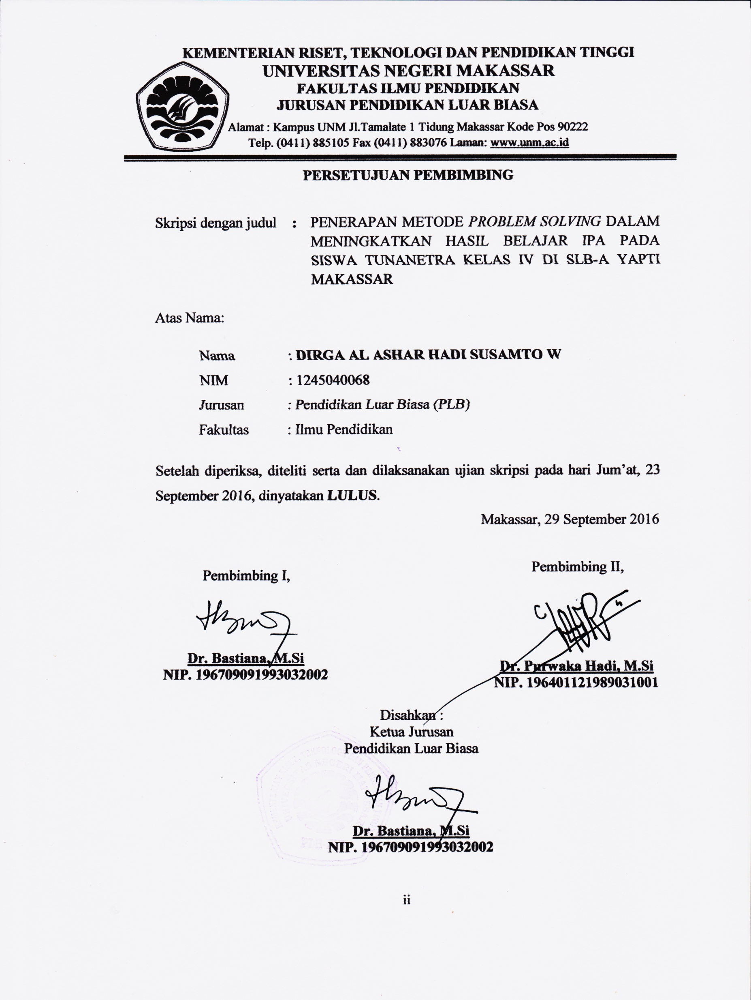 KEMENTERIAN RISET, TEKNOLOGI DAN PENDIDIKAN TINGGI
UNIVERSITAS NEGERI MAKASSAR
FAKULTAS ILMU PENDIDIKAN
JURUSAN PENDIDIKAN LUAR BIASA
Alamat : Kampus UNM Jl.Tamalate 1 Tidung Makassar Kode Pos 90222
Telp. (0411) 885105 Fax (0411) 883076 Laman: www.unm.ac.id
PERSETUJUAN PEMBIMBING
Skripsi dengan judul : PENERAPAN METODE PROBLEM SOLVING DALAM
MENINGKATKAN HASIL BELAJAR IPA PADA
SISWA TUNANETRA KELAS IV DI SLB-A YAPTI
MAKASSAR
Atas Nama:
Nama : DIRGA AL ASHAR HADI SUSAMTO W
NIM : 1245040068
Jurusan : Pendidikan Luar Biasa (PLB)
Fakultas : Ilmu Pendidikan
Setelah diperiksa, diteliti serta dan dilaksanakan ujian skripsi pada hari Jum’at, 23
September 2016, dinyatakan LULUS.
Makassar, 29 September 2016
Pembimbing I,
Dr. Bastiana, M.Si
NIP. 196709091993032002
Pembimbing II,
Dr. Purwaka Hadi, M.Si
NIP. 196401121989031001
Disahkan :
Ketua Jurusan
Pendidikan Luar Biasa
Dr. Bastiana, M.Si
NIP. 196709091993032002
ii